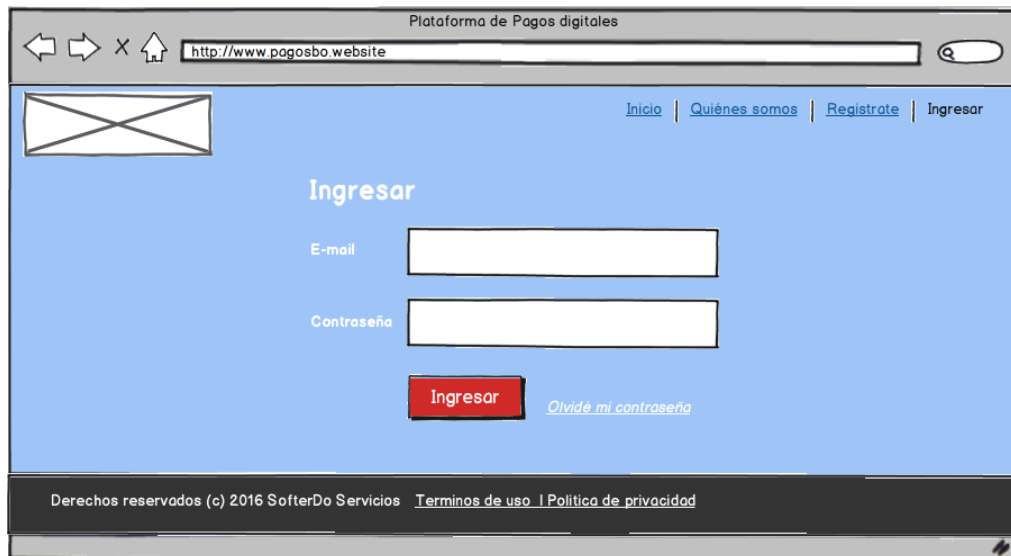 Plataforma de Pagos digitales
http://www.pagosbo.website
Inicio | Quiénes somos | Registrate | Ingresar
Ingresar
E-mail
Contraseña
Ingresar
Olvidé mi contraseña
Derechos reservados (c) 2016 SofterDo Servicios Terminos de uso | Politica de privacidad